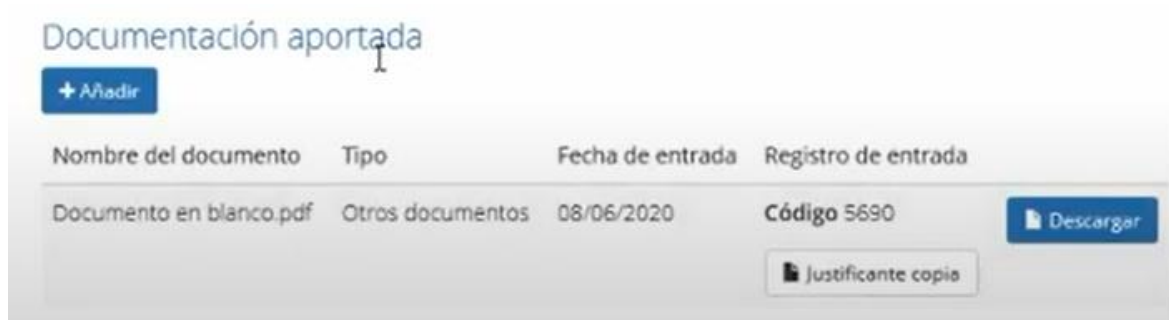 Documentación aportada
+ Añadir
Nombre del documento Tipo Fecha de entrada Registro de entrada
Documento en blanco.pdf Otros documentos 08/06/2020 Código 5690 Descargar
Justificante copia